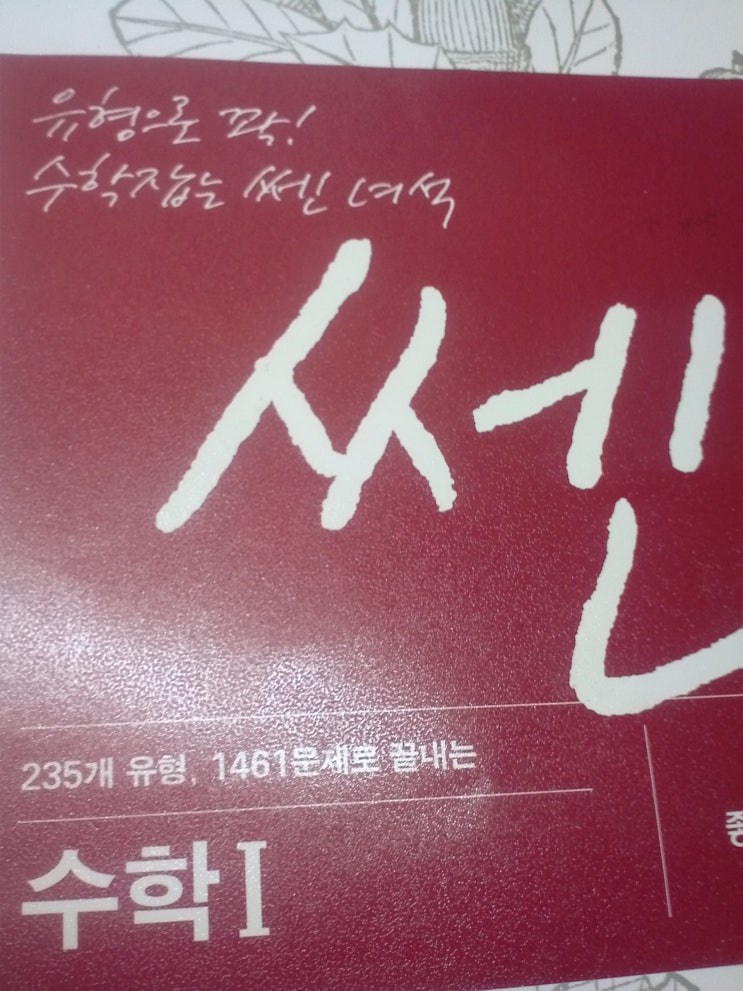 유형으로 꽉!
수학잡는 쎈 녀석
쎈
235개 유형, 1461문제로 끝내는
수학 I